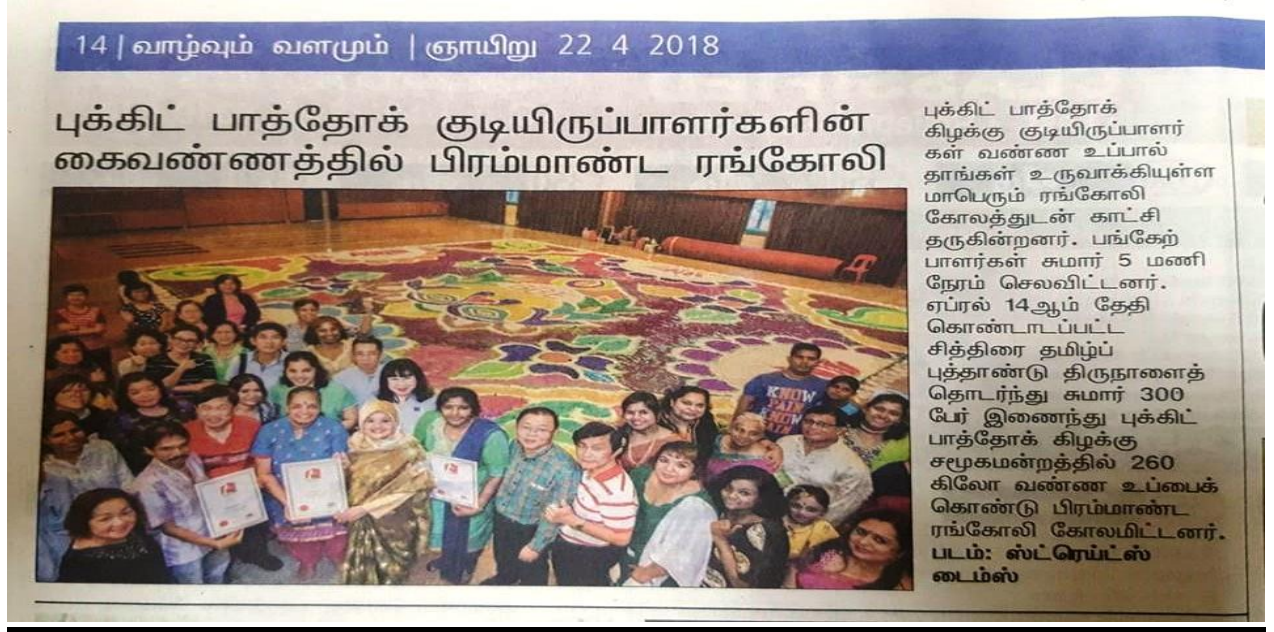 14 | வாழ்வும் வளமும் | ஞாயிறு 22 4 2018
புக்கிட் பாத்தோக் குடியிருப்பாளர்களின்
கைவண்ணத்தில் பிரம்மாண்ட ரங்கோலி
புக்கிட் பாத்தோக்
கிழக்கு குடியிருப்பாளர்
கள் வண்ண உப்பால்
தாங்கள் உருவாக்கியுள்ள
மாபெரும் ரங்கோலி
கோலத்துடன் காட்சி
தருகின்றனர். பங்கேற்
பாளர்கள் சுமார் 5 மணி
நேரம் செலவிட்டனர்.
ஏப்ரல் 14ஆம் தேதி
கொண்டாடப்பட்ட
சித்திரை தமிழ்ப்
புத்தாண்டு திருநாளைத்
தொடர்ந்து சுமார் 300
பேர் இணைந்து புக்கிட்
பாத்தோக் கிழக்கு
சமூகமன்றத்தில் 260
கிலோ வண்ண உப்பைக்
கொண்டு பிரம்மாண்ட
ரங்கோலி கோலமிட்டனர்.
படம்: ஸ்ட்ரெய்ட்ஸ்
டைம்ஸ்
KNOW
PAIN